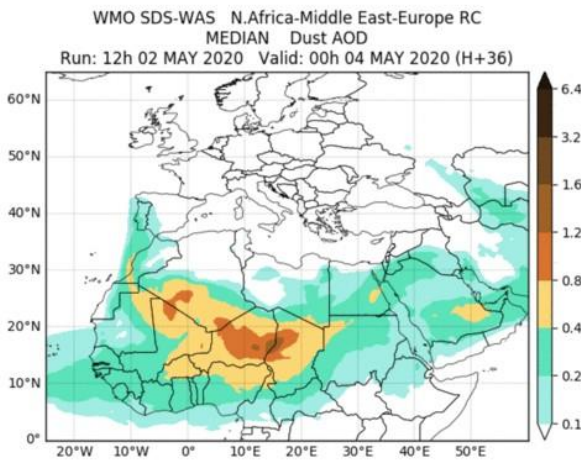 WMO SDS-WAS N.Africa-Middle East-Europe RC
MEDIAN Dust AOD
Run: 12h 02 MAY 2020 Valid: 00h 04 MAY 2020 (H+36)
60°N
50°N
40°N
30°N
20°N
10°N
0°
20°W
10°W
0°
10°E
20°E
30°E
40°E
50°E
6.4
3.2
1.6
1.2
0.8
0.4
0.2
0.1